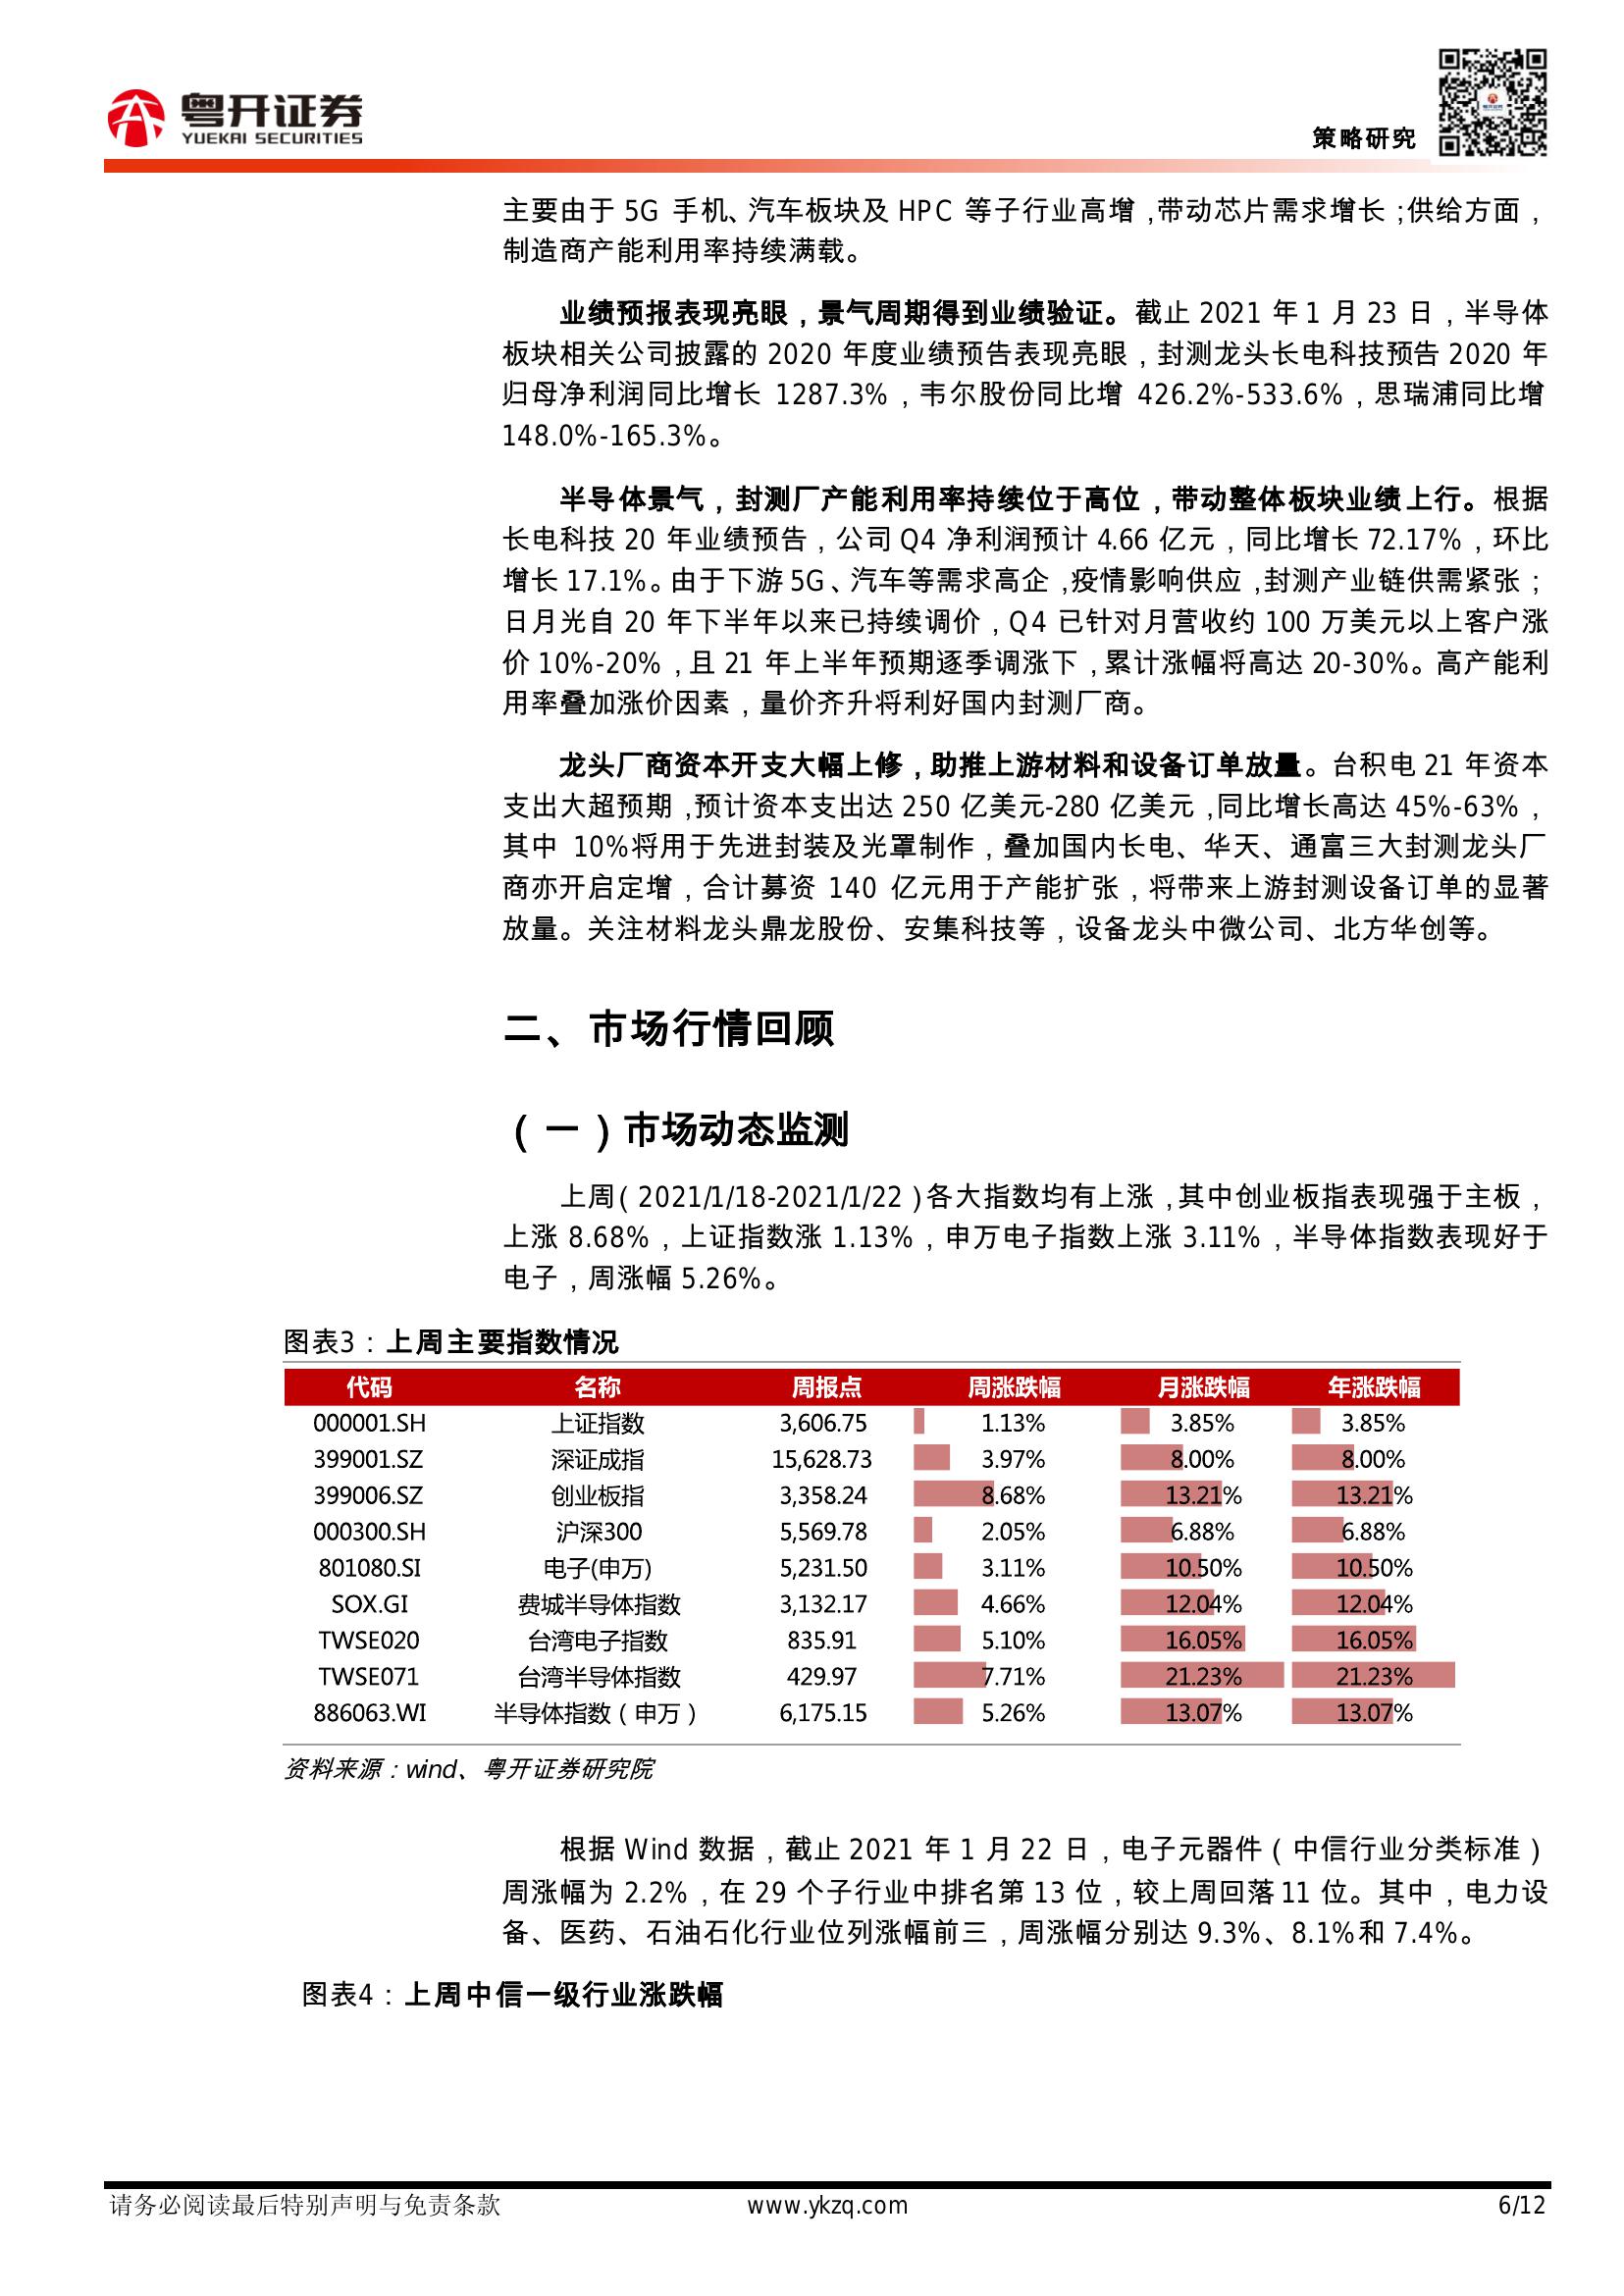 粤开证券
YUEKAI SECURITIES
策略研究
主要由于 5G 手机、汽车板块及 HPC 等子行业高增，带动芯片需求增长；供给方面，
制造商产能利用率持续满载。
业绩预报表现亮眼，景气周期得到业绩验证。截止 2021 年 1 月 23 日，半导体
板块相关公司披露的 2020 年度业绩预告表现亮眼，封测龙头长电科技预告 2020 年
归母净利润同比增长 1287.3%，韦尔股份同比增 426.2%-533.6%，思瑞浦同比增
148.0%-165.3%。
半导体景气，封测厂产能利用率持续位于高位，带动整体板块业绩上行。根据
长电科技 20 年业绩预告，公司 Q4 净利润预计 4.66 亿元，同比增长 72.17%，环比
增长 17.1%。由于下游 5G、汽车等需求高企，疫情影响供应，封测产业链供需紧张；
日月光自 20 年下半年以来已持续调价，Q4 已针对月营收约 100 万美元以上客户涨
价 10%-20%，且 21 年上半年预期逐季调涨下，累计涨幅将高达 20-30%。高产能利
用率叠加涨价因素，量价齐升将利好国内封测厂商。
龙头厂商资本开支大幅上修，助推上游材料和设备订单放量。台积电 21 年资本
支出大超预期，预计资本支出达 250 亿美元-280 亿美元，同比增长高达 45%-63%，
其中 10%将用于先进封装及光罩制作，叠加国内长电、华天、通富三大封测龙头厂
商亦开启定增，合计募资 140 亿元用于产能扩张，将带来上游封测设备订单的显著
放量。关注材料龙头鼎龙股份、安集科技等，设备龙头中微公司、北方华创等。
二、市场行情回顾
（一）市场动态监测
上周（2021/1/18-2021/1/22）各大指数均有上涨，其中创业板指表现强于主板，
上涨 8.68%，上证指数涨 1.13%，申万电子指数上涨 3.11%，半导体指数表现好于
电子，周涨幅 5.26%。
图表3：上周主要指数情况
代码 名称 周报点 周涨跌幅 月涨跌幅 年涨跌幅
000001.SH 上证指数 3,606.75 1.13% 3.85% 3.85%
399001.SZ 深证成指 15,628.73 3.97% 8.00% 8.00%
399006.SZ 创业板指 3,358.24 8.68% 13.21% 13.21%
000300.SH 沪深300 5,569.78 2.05% 6.88% 6.88%
801080.SI 电子(申万) 5,231.50 3.11% 10.50% 10.50%
SOX.GI 费城半导体指数 3,132.17 4.66% 12.04% 12.04%
TWSE020 台湾电子指数 835.91 5.10% 16.05% 16.05%
TWSE071 台湾半导体指数 429.97 7.71% 21.23% 21.23%
886063.WI 半导体指数（申万） 6,175.15 5.26% 13.07% 13.07%
资料来源：wind、粤开证券研究院
根据 Wind 数据，截止 2021 年 1 月 22 日，电子元器件（中信行业分类标准）
周涨幅为 2.2%，在 29 个子行业中排名第 13 位，较上周回落 11 位。其中，电力设
备、医药、石油石化行业位列涨幅前三，周涨幅分别达 9.3%、8.1%和 7.4%。
图表4：上周中信一级行业涨跌幅
请务必阅读最后特别声明与免责条款 www.ykzq.com 6/12